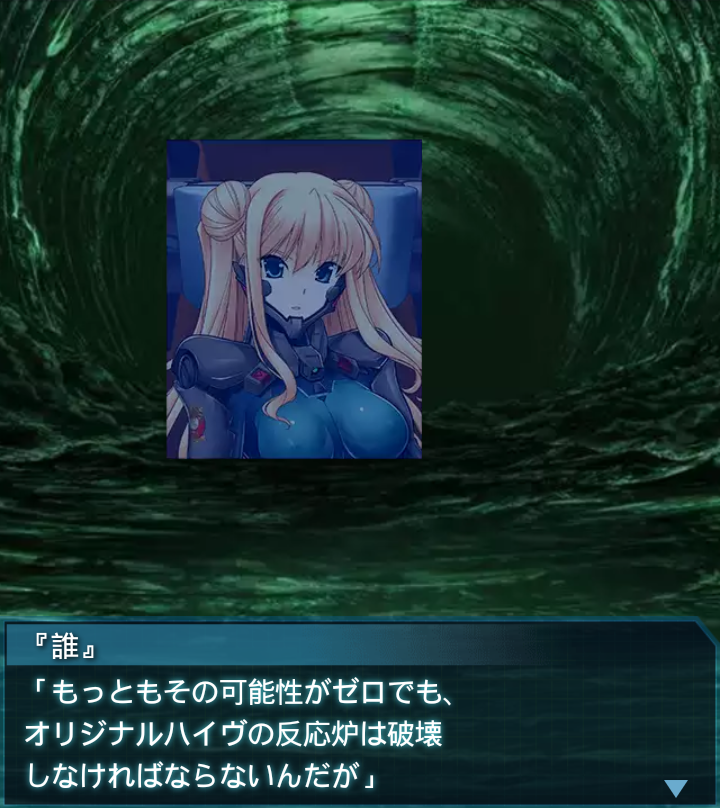 『誰』
「もっともその可能性がゼロでも、
オリジナルハイヴの反応炉は破壊
しなければならないんだが」